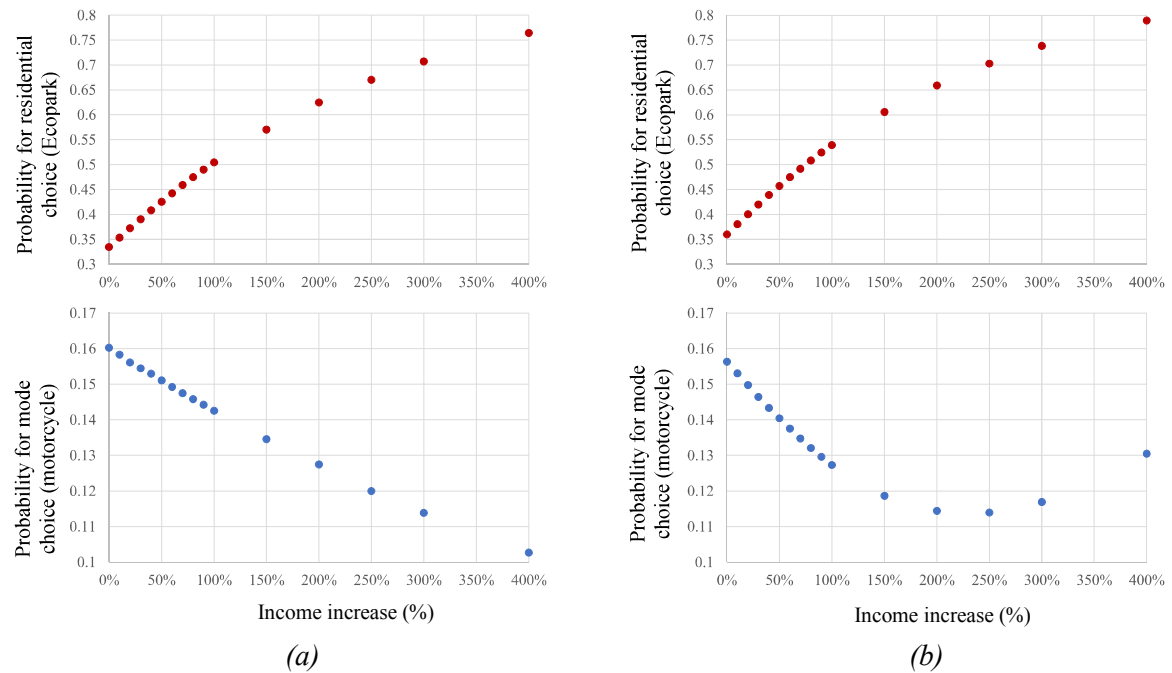 Probability for residential
choice (Ecopark)
0.8
0.75
0.7
0.65
0.6
0.55
0.5
0.45
0.4
0.35
0.3
0% 50% 100% 150% 200% 250% 300% 350% 400%
Probability for residential
choice (Ecopark)
0.8
0.75
0.7
0.65
0.6
0.55
0.5
0.45
0.4
0.35
0.3
0% 50% 100% 150% 200% 250% 300% 350% 400%
Probability for mode
choice (motorcycle)
0.17
0.16
0.15
0.14
0.13
0.12
0.11
0.1
0% 50% 100% 150% 200% 250% 300% 350% 400%
Income increase (%)
(a)
Probability for mode
choice (motorcycle)
0.17
0.16
0.15
0.14
0.13
0.12
0.11
0.1
0% 50% 100% 150% 200% 250% 300% 350% 400%
Income increase (%)
(b)